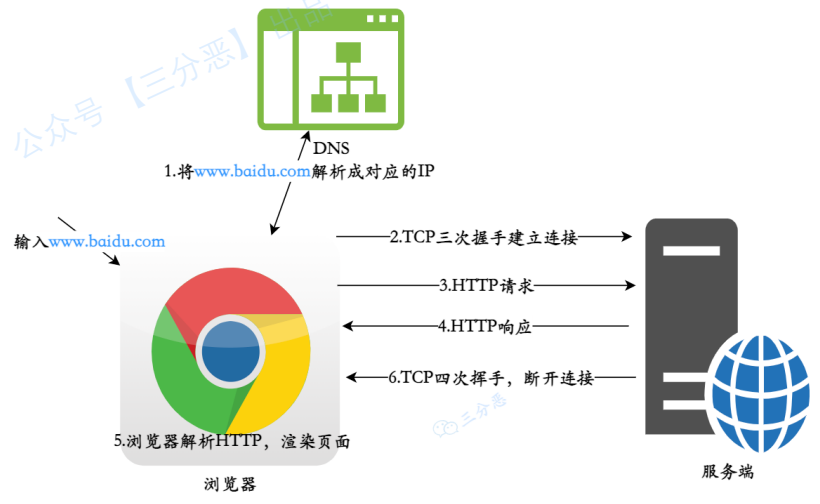 公众号【三分恶】出品
DNS
1.将www.baidu.com解析成对应的IP
输入www.baidu.com
2.TCP三次握手建立连接
3.HTTP请求
4.HTTP响应
6.TCP四次挥手，断开连接
三分恶
5.浏览器解析HTTP，渲染页面
浏览器
服务端